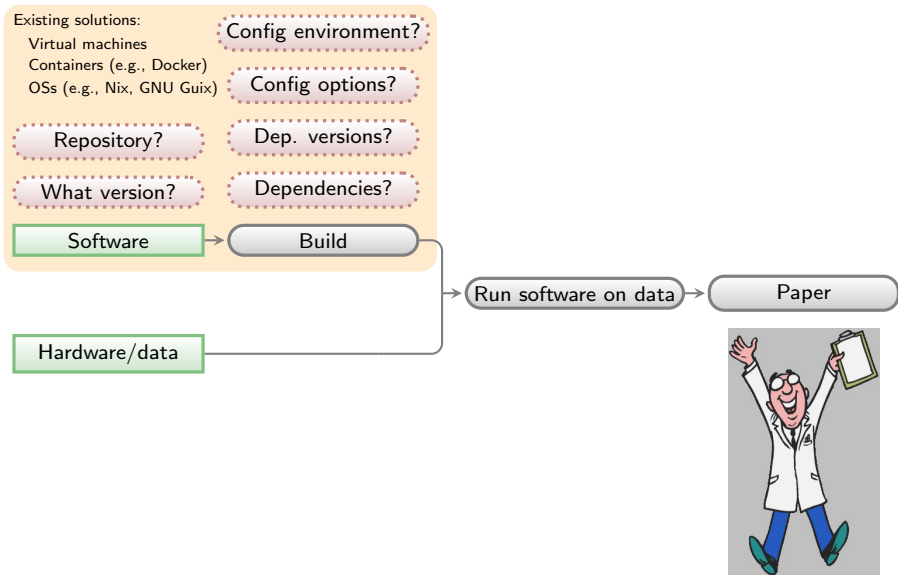 Existing solutions:
Virtual machines
Containers (e.g., Docker)
OSs (e.g., Nix, GNU Guix)
Config environment?
Config options?
Repository?
Dep. versions?
What version?
Dependencies?
Software
Build
Run software on data
Paper
Hardware/data